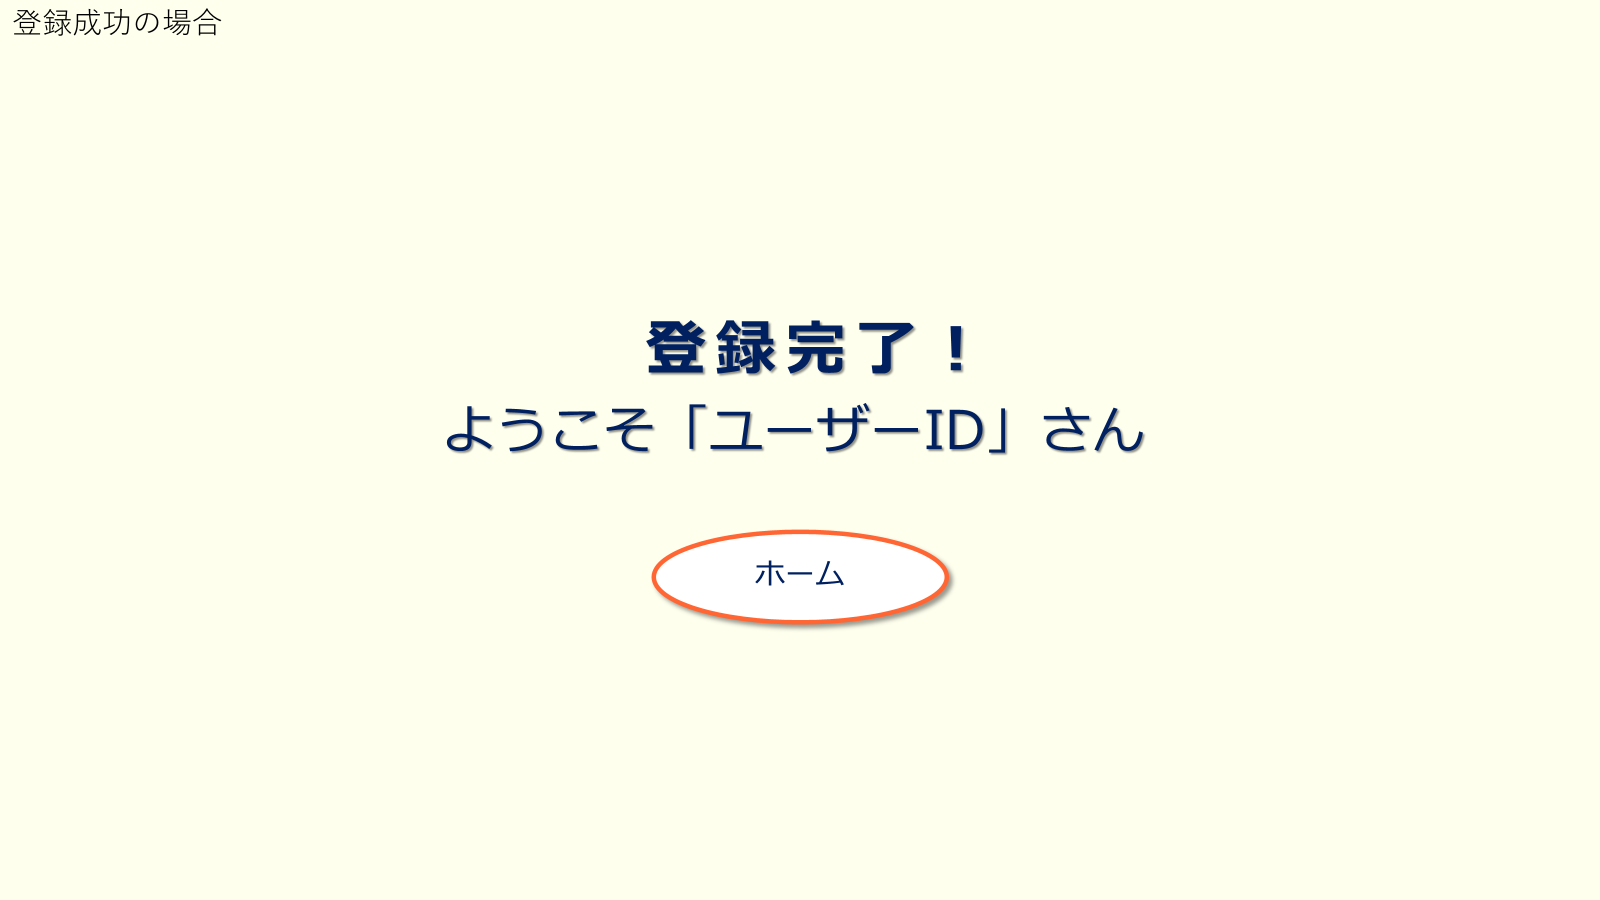 登録成功の場合
登録完了！
ようこそ「ユーザーID」さん
ホーム